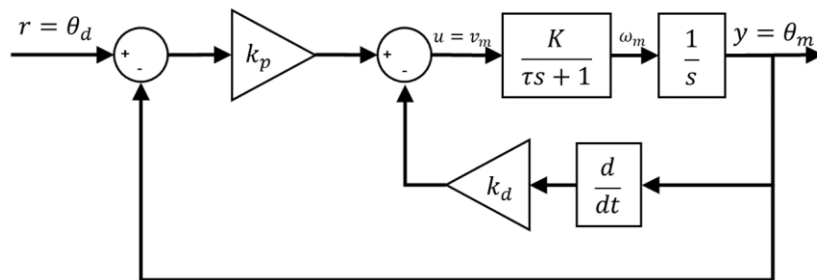 r = θ_d
+
-
k_p
+
-
u = v_m
K
τs + 1
ω_m
1
s
y = θ_m
k_d
d
dt